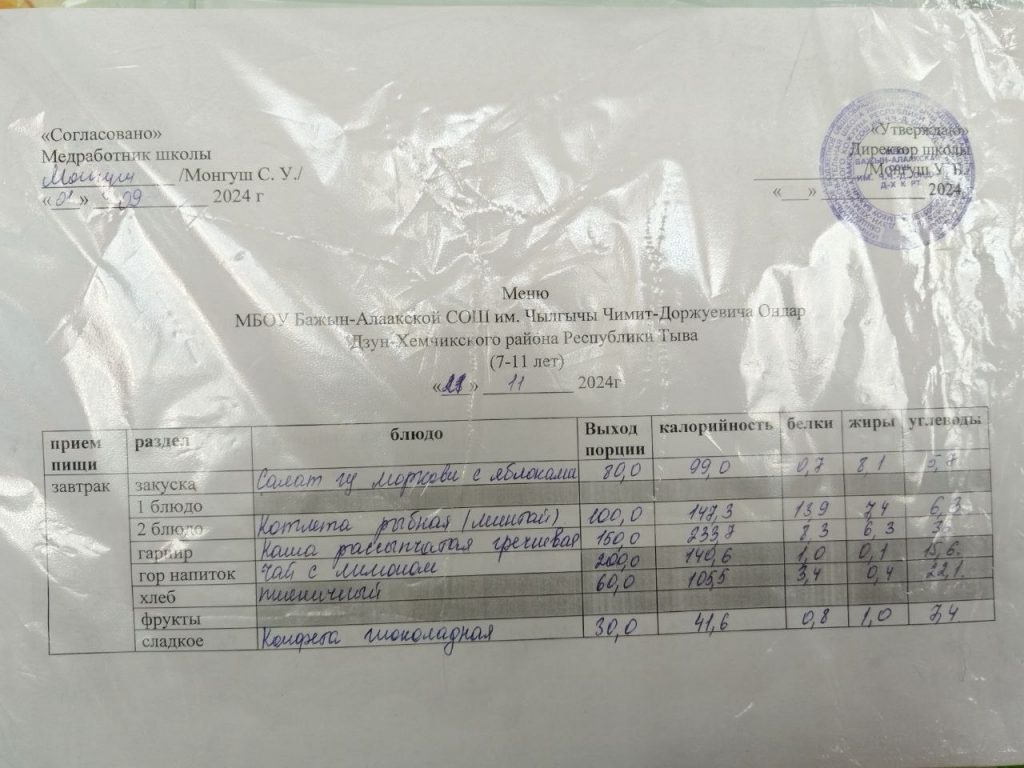 «Согласовано»
Медработник школы
Монгуш /Монгуш С. У./
«02» 09 2024 г
«Утверждаю»
Директор школы
/Монгуш У. В./
«___» 2024
БАЖЫН-АЛААКСКАЯ
Д-Х К РТ
Меню
МБОУ Бажын-Алаакской СОШ им. Чылгычы Чимит-Доржуевича Ондар
Дзун-Хемчикского района Республики Тыва
(7-11 лет)
« » 11 2024г
прием пищи раздел блюдо Выход порции калорийность белки жиры углеводы
завтрак закуска Салат из моркови с яблоками 80,0 99,0 0,7 8,1 5,7
1 блюдо
2 блюдо Котлета рыбная (минтай) 100,0 147,3 13,9 7,4 6,3
гарнир Каша рассыпчатая гречневая 150,0 233,7 8,3 6,3
гор напиток Чай с лимоном 200,0 140,6 1,0 0,1 15,6
хлеб пшеничный 60,0 105,5 3,4 0,4 22,1
фрукты
сладкое Конфета шоколадная 30,0 41,6 0,8 1,0 7,4